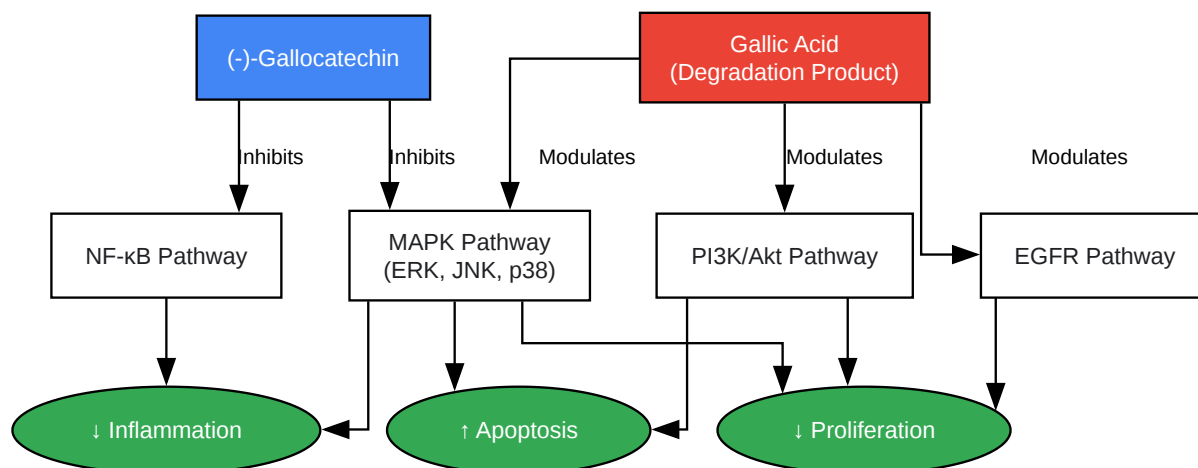 (-)-Gallocatechin
Gallic Acid
(Degradation Product)
Inhibits
Inhibits
Modulates
Modulates
Modulates
NF-κB Pathway
MAPK Pathway
(ERK, JNK, p38)
PI3K/Akt Pathway
EGFR Pathway
↓ Inflammation
↑ Apoptosis
↓ Proliferation